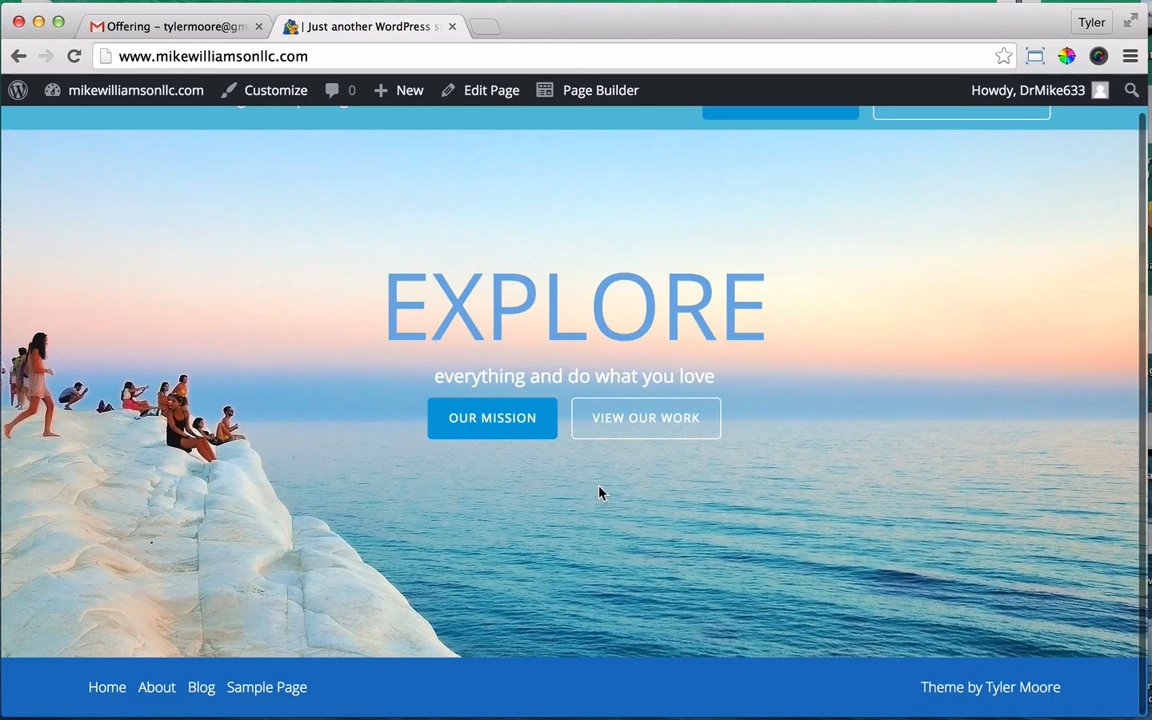 Offering – tylermoore@gm
| Just another WordPress s
Tyler
www.mikewilliamsonllc.com
mikewilliamsonllc.com Customize 0 New Edit Page Page Builder Howdy, DrMike633
EXPLORE
everything and do what you love
OUR MISSION VIEW OUR WORK
Home About Blog Sample Page Theme by Tyler Moore